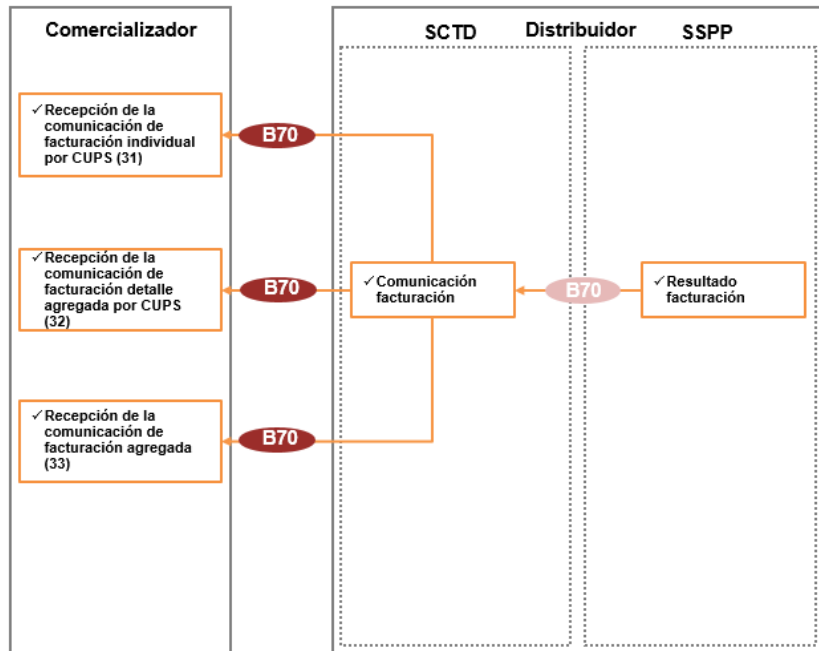 Comercializador
SCTD
Distribuidor
SSPP
✓ Recepción de la
comunicación de
facturación individual
por CUPS (31)
B70
✓ Recepción de la
comunicación de
facturación detalle
agregada por CUPS
(32)
B70
✓ Comunicación
facturación
B70
✓ Resultado
facturación
✓ Recepción de la
comunicación de
facturación agregada
(33)
B70